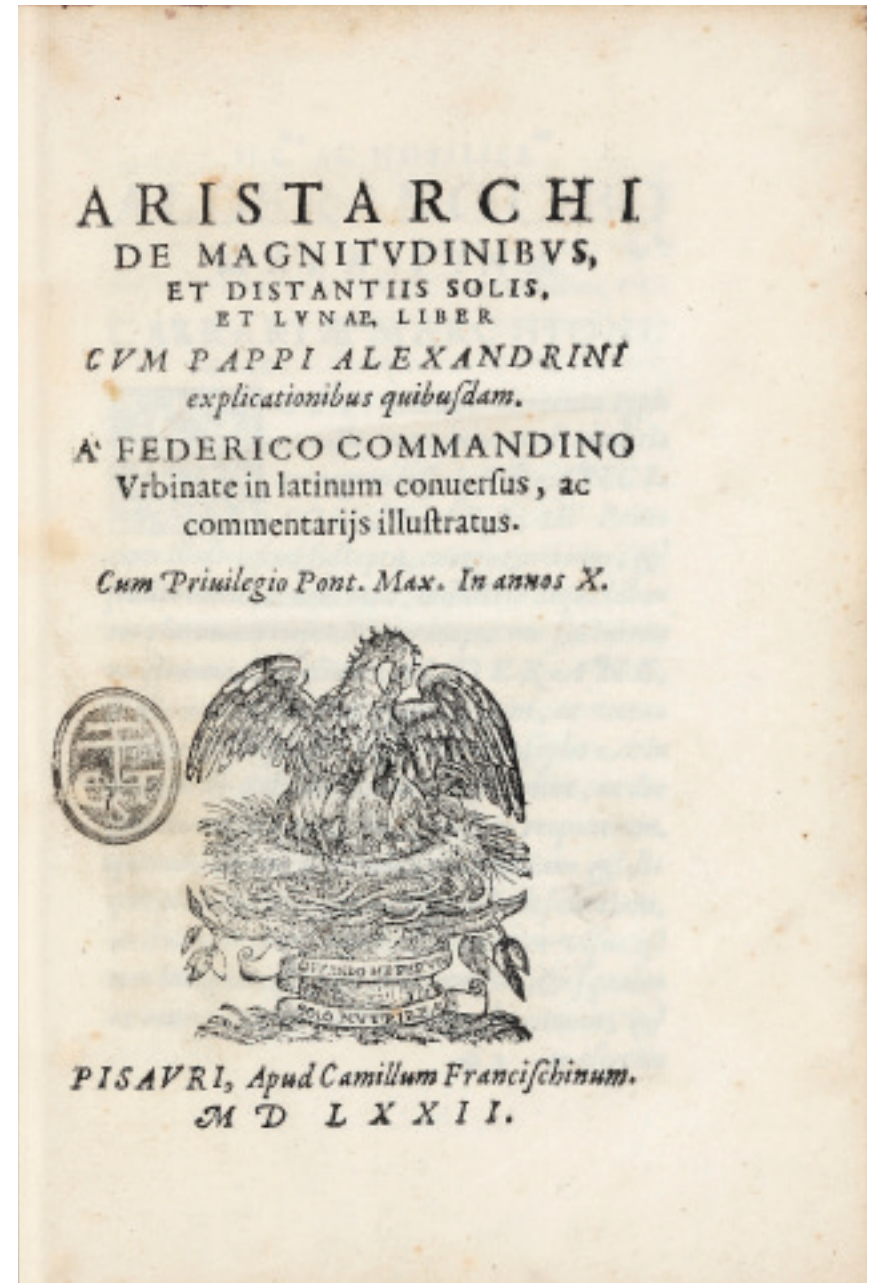 ARISTARCHI
DE MAGNITVDINIBVS,
ET DISTANTIIS SOLIS,
ET LVNAE, LIBER
CVM PAPPI ALEXANDRINI
explicationibus quibuſdam.
A' FEDERICO COMMANDINO
Vrbinate in latinum conuerſus, ac
commentarijs illuſtratus.
Cum Priuilegio Pont. Max. In annos X.
PISAVRI, Apud Camillum Franciſchinum.
M D LXXII.